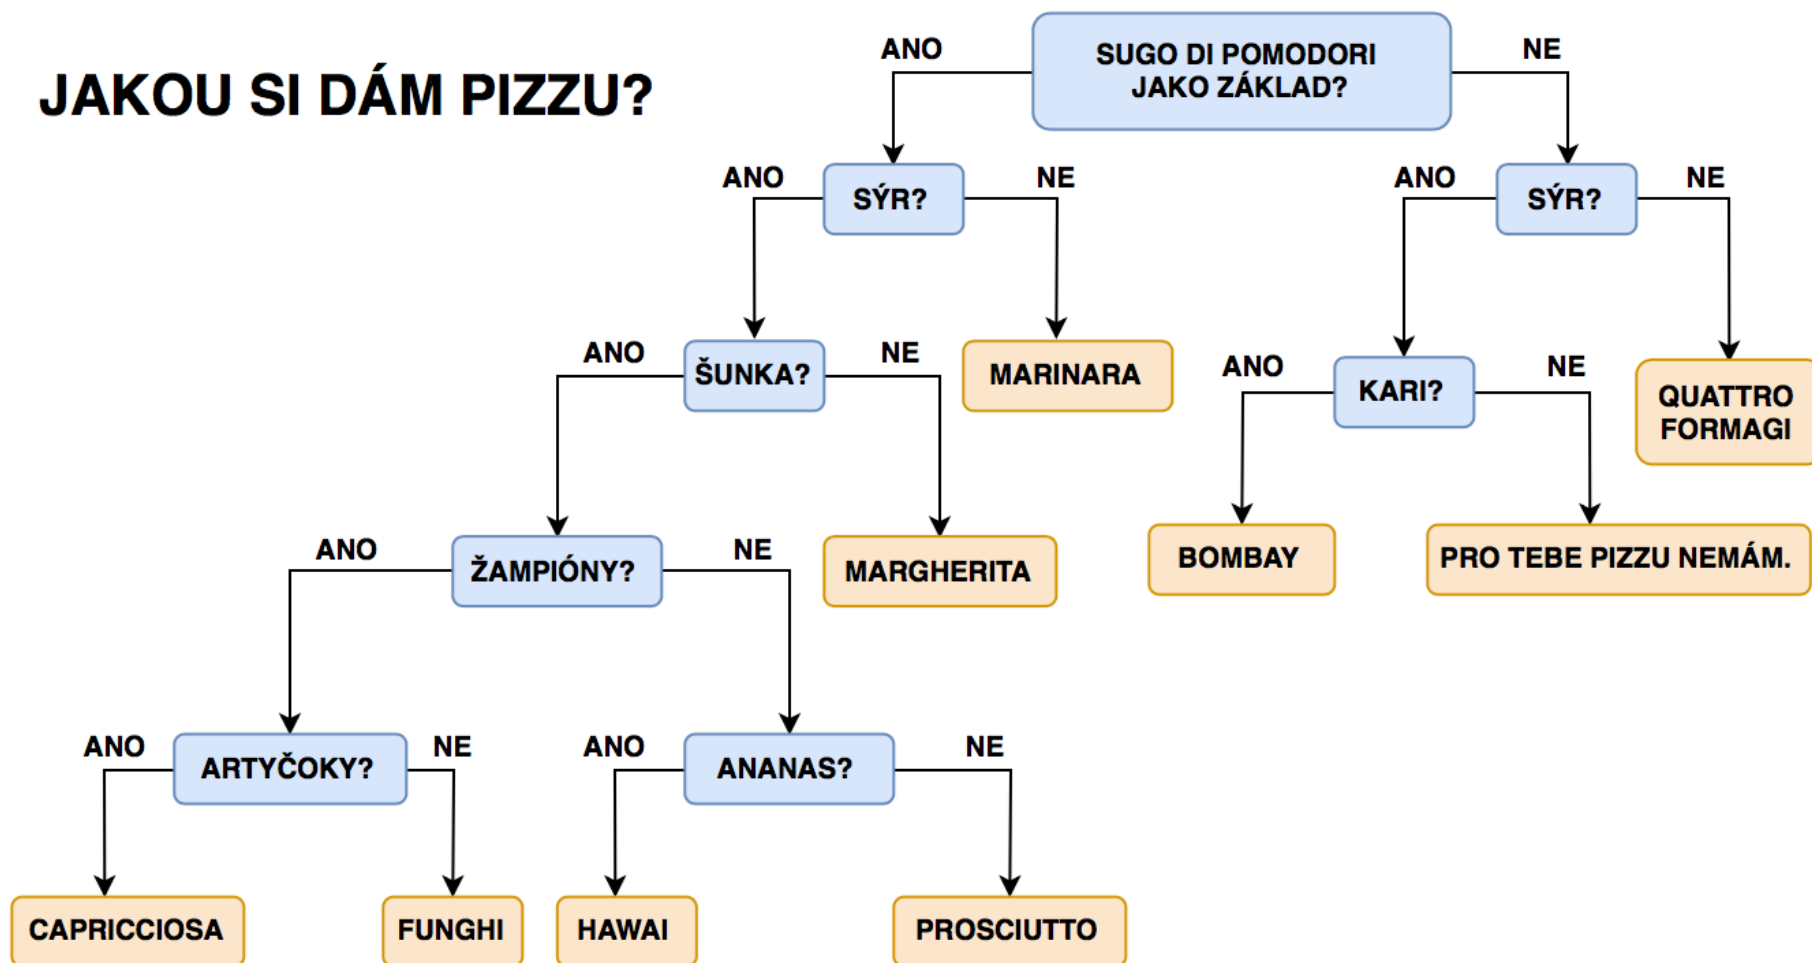 JAKOU SI DÁM PIZZU?
ANO
SUGO DI POMODORI
JAKO ZÁKLAD?
NE
ANO
SÝR?
NE
ANO
SÝR?
NE
ANO
ŠUNKA?
NE
MARINARA
ANO
KARI?
NE
QUATTRO
FORMAGI
ANO
ŽAMPIÓNY?
NE
MARGHERITA
BOMBAY
PRO TEBE PIZZU NEMÁM.
ANO
ARTYČOKY?
NE
ANO
ANANAS?
NE
CAPRICCIOSA
FUNGHI
HAWAI
PROSCIUTTO